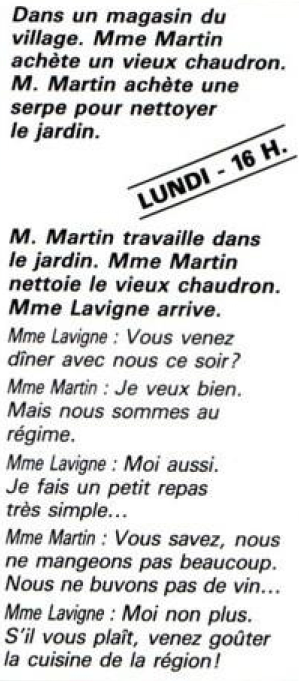 Dans un magasin du
village. Mme Martin
achète un vieux chaudron.
M. Martin achète une
serpe pour nettoyer
le jardin.
LUNDI - 16 H.
M. Martin travaille dans
le jardin. Mme Martin
nettoie le vieux chaudron.
Mme Lavigne arrive.
Mme Lavigne : Vous venez
dîner avec nous ce soir?
Mme Martin : Je veux bien.
Mais nous sommes au
régime.
Mme Lavigne : Moi aussi.
Je fais un petit repas
très simple...
Mme Martin : Vous savez, nous
ne mangeons pas beaucoup.
Nous ne buvons pas de vin...
Mme Lavigne : Moi non plus.
S'il vous plaît, venez goûter
la cuisine de la région!